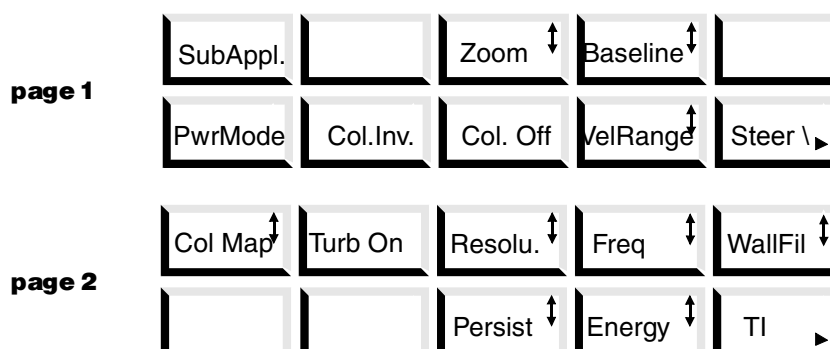 SubAppl. Zoom Baseline
page 1
PwrMode Col.Inv. Col. Off VelRange Steer \
Col Map Turb On Resolu. Freq WallFil
page 2
Persist Energy TI